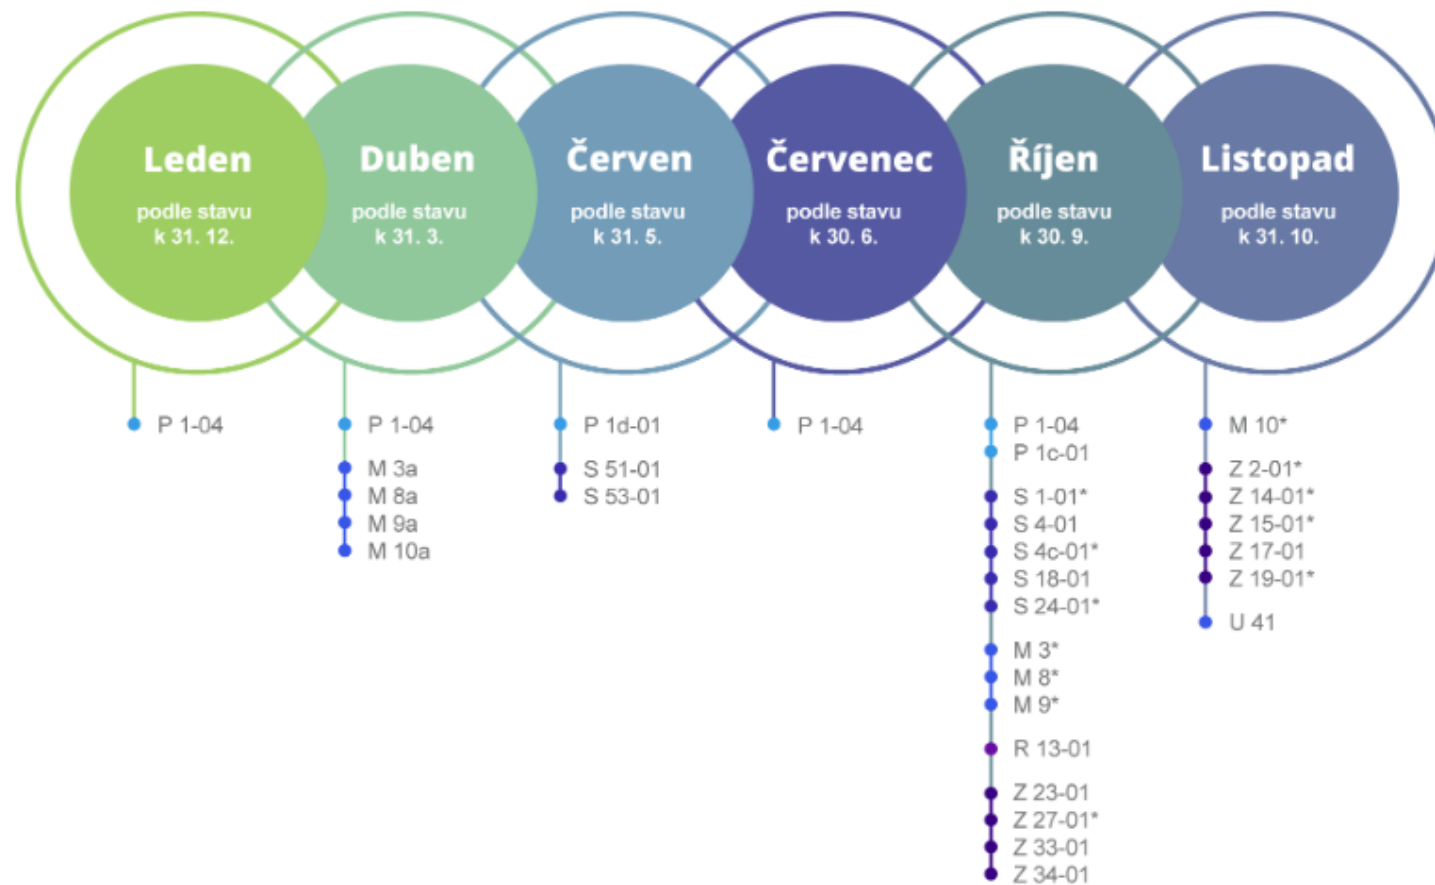 Leden
podle stavu
k 31. 12.
Duben
podle stavu
k 31. 3.
Červen
podle stavu
k 31. 5.
Červenec
podle stavu
k 30. 6.
Říjen
podle stavu
k 30. 9.
Listopad
podle stavu
k 31. 10.
P 1-04
P 1-04
M 3a
M 8a
M 9a
M 10a
P 1d-01
S 51-01
S 53-01
P 1-04
P 1-04
P 1c-01
S 1-01*
S 4-01
S 4c-01*
S 18-01
S 24-01*
M 3*
M 8*
M 9*
R 13-01
Z 23-01
Z 27-01*
Z 33-01
Z 34-01
M 10*
Z 2-01*
Z 14-01*
Z 15-01*
Z 17-01
Z 19-01*
U 41